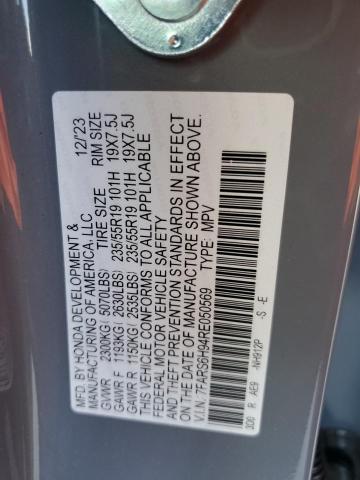 MFD. BY HONDA DEVELOPMENT & 12/'23
MANUFACTURING OF AMERICA, LLC
TIRE SIZE RIM SIZE
GVWR 2300KG(5070LBS)
GAWR F 1193KG(2630LBS) 235/55R19 101H 19X7.5J
GAWR R 1150KG(2535LBS) 235/55R19 101H 19X7.5J
THIS VEHICLE CONFORMS TO ALL APPLICABLE
FEDERAL MOTOR VEHICLE SAFETY
AND THEFT PREVENTION STANDARDS IN EFFECT
ON THE DATE OF MANUFACTURE SHOWN ABOVE.
V.I.N.: 7FARS6H94RE050569 TYPE: MPV
3D0 R AE9 -NH912P -S -E